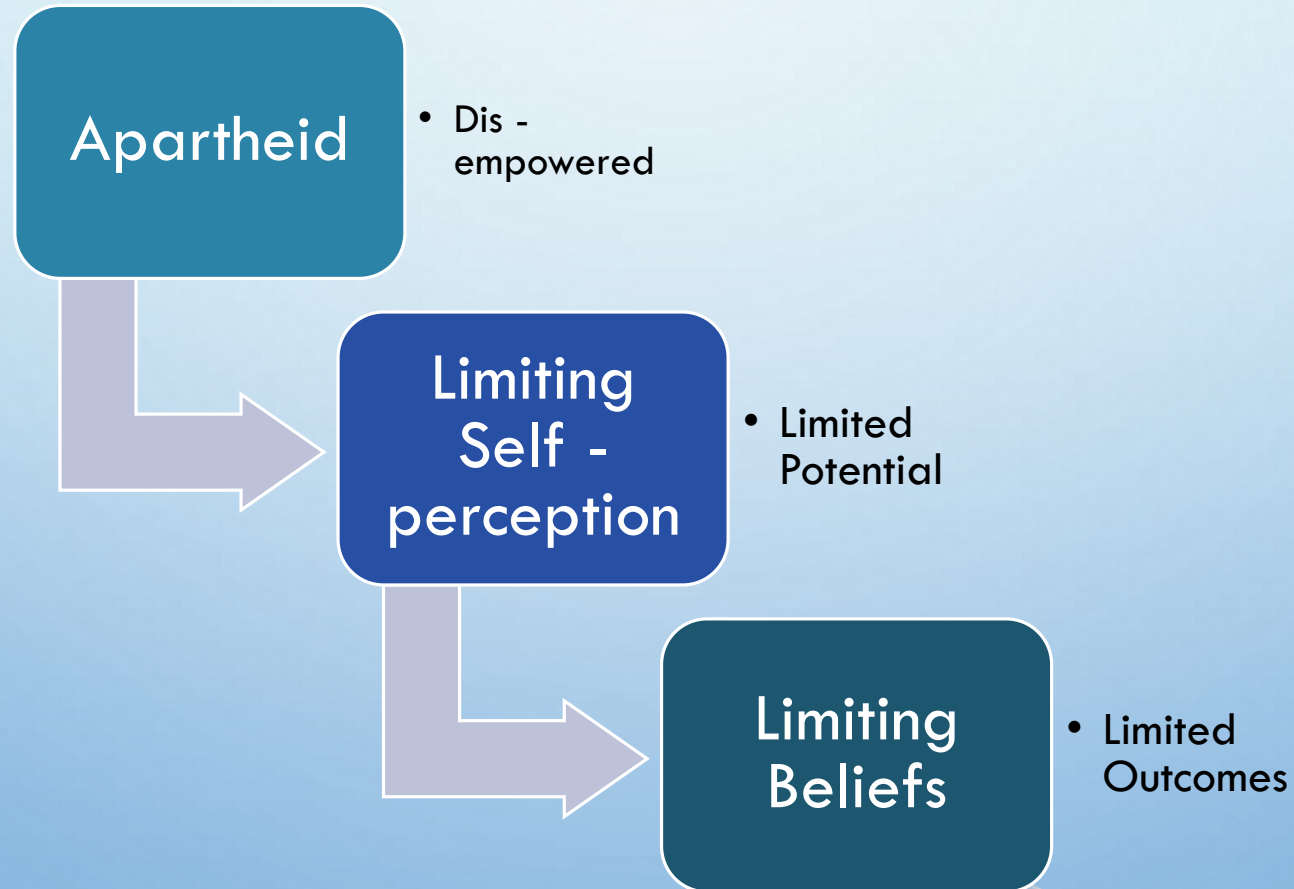 Apartheid
• Dis -
empowered
Limiting
Self -
perception
• Limited
Potential
Limiting
Beliefs
• Limited
Outcomes